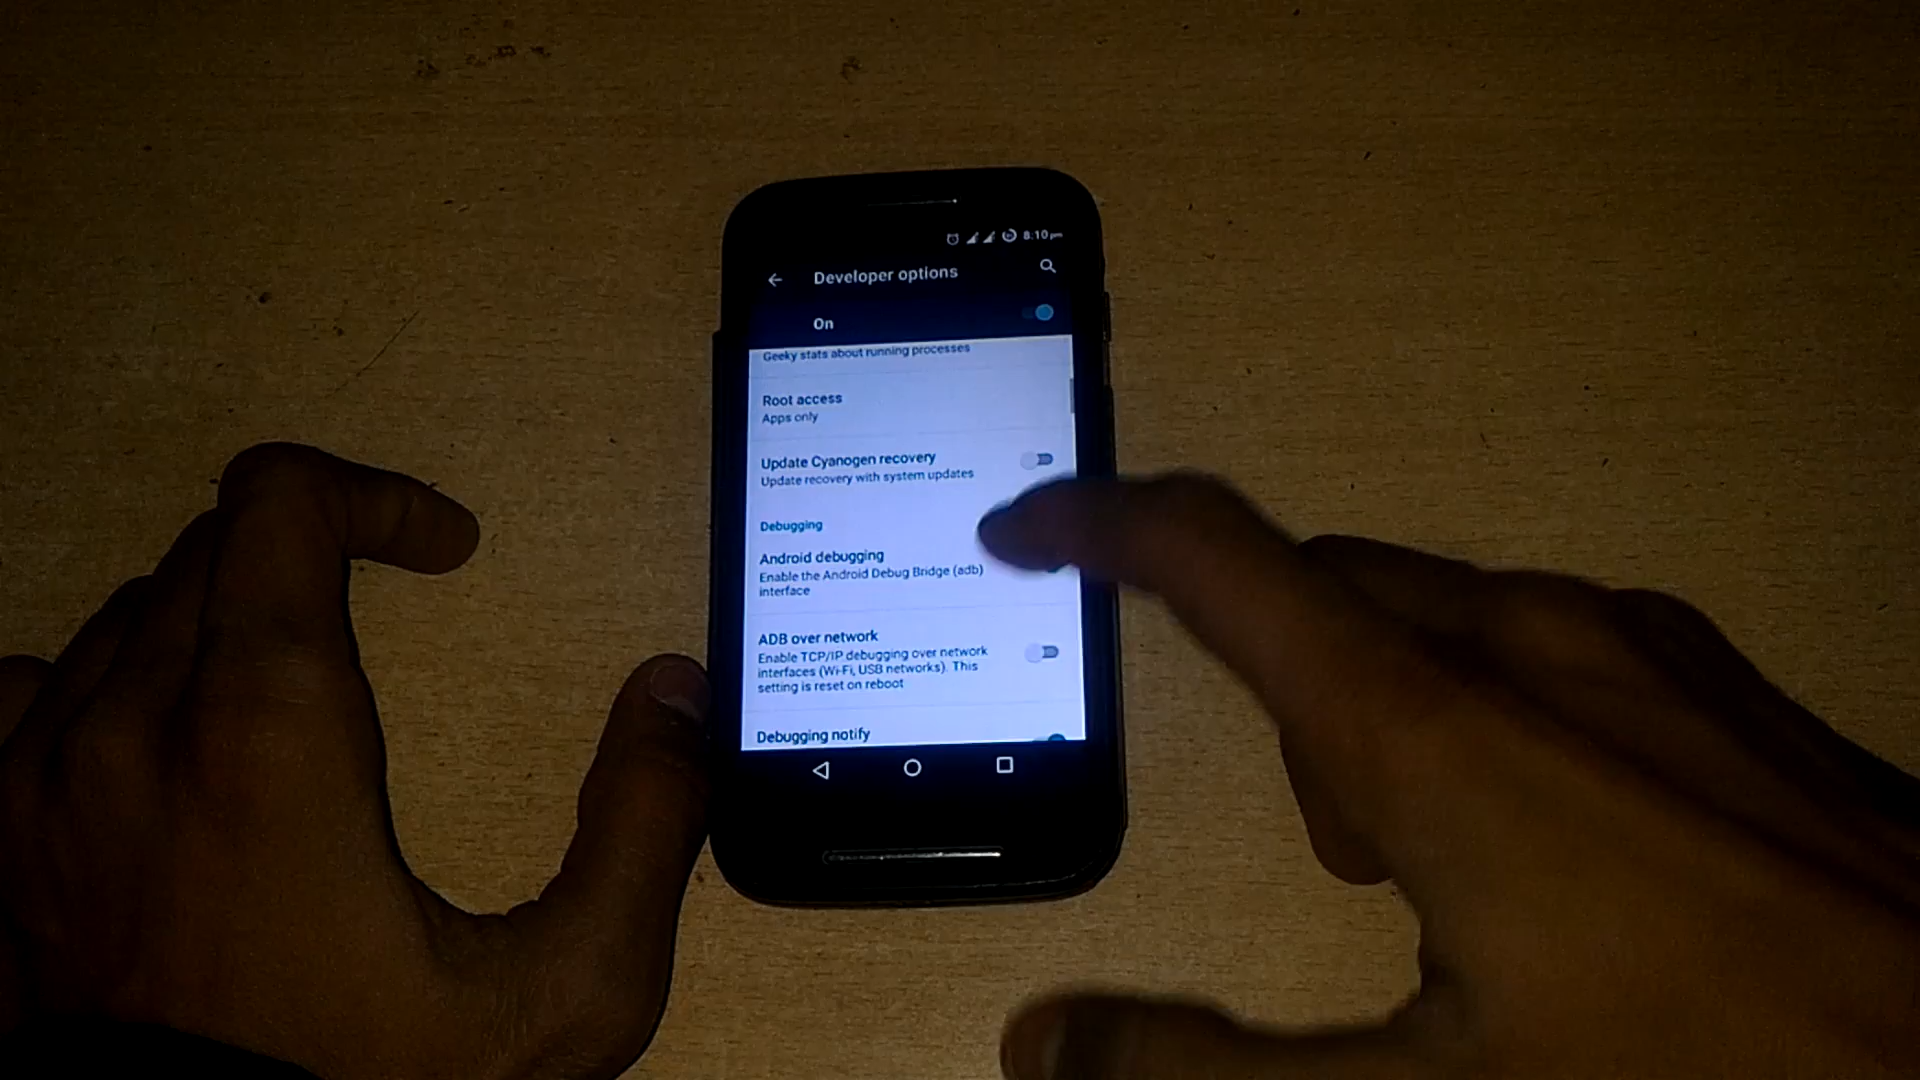 8:10 pm
Developer options
On
Geeky stats about running processes
Root access
Apps only
Update Cyanogen recovery
Update recovery with system updates
Debugging
Android debugging
Enable the Android Debug Bridge (adb)
interface
ADB over network
Enable TCP/IP debugging over network
interfaces (Wi-Fi, USB networks). This
setting is reset on reboot
Debugging notify